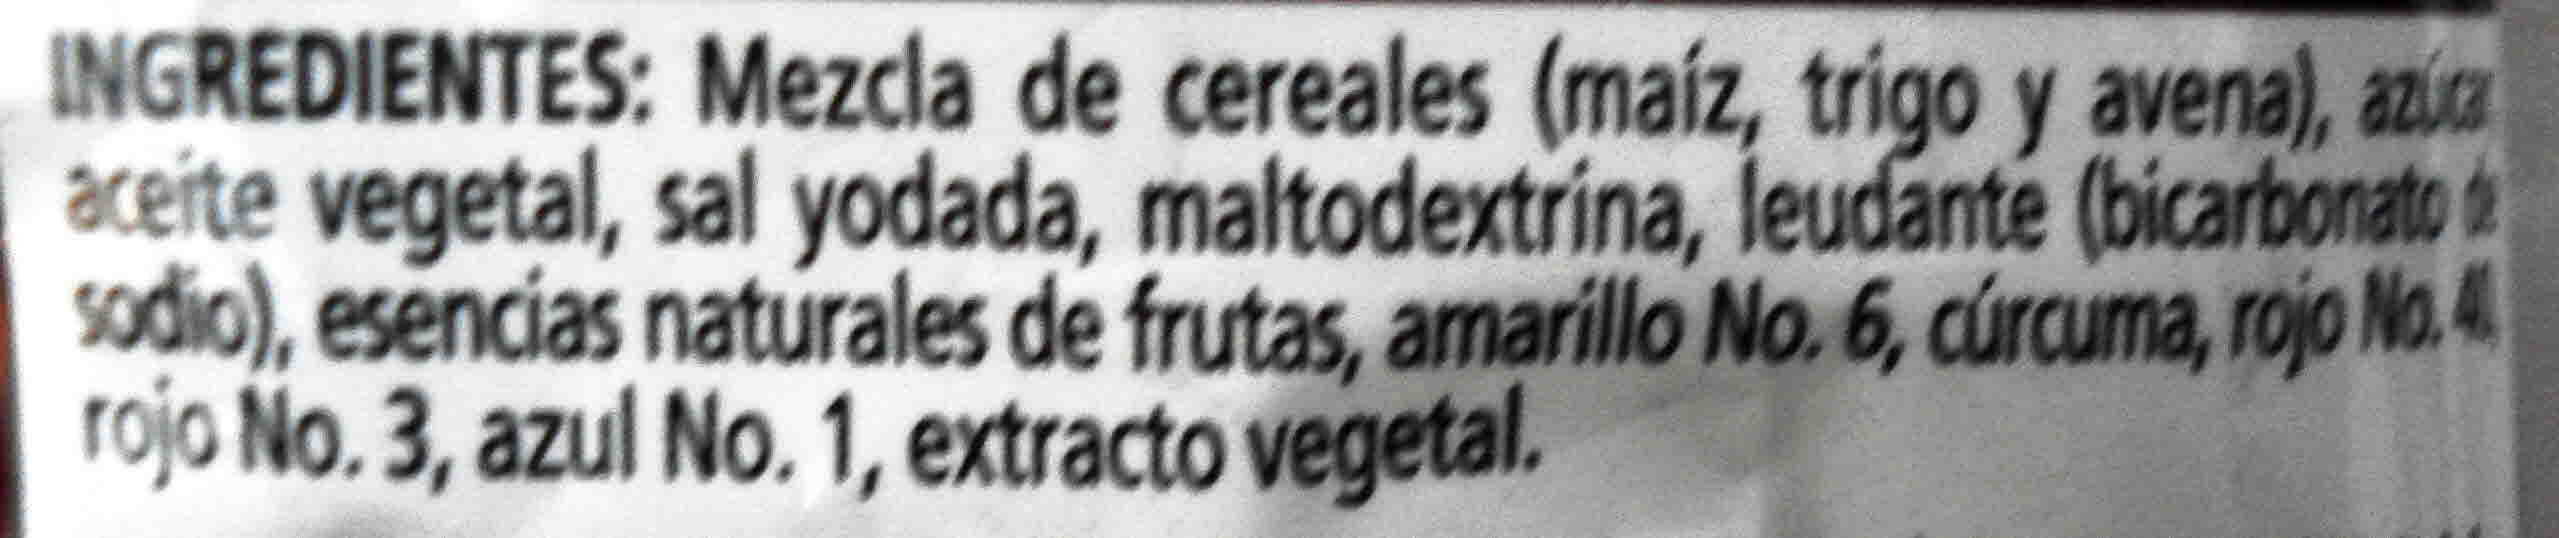 INGREDIENTES: Mezcla de cereales (maíz, trigo y avena), azúcar
aceite vegetal, sal yodada, maltodextrina, leudante (bicarbonato de
sodio), esencias naturales de frutas, amarillo No. 6, cúrcuma, rojo No. 40,
rojo No. 3, azul No. 1, extracto vegetal.